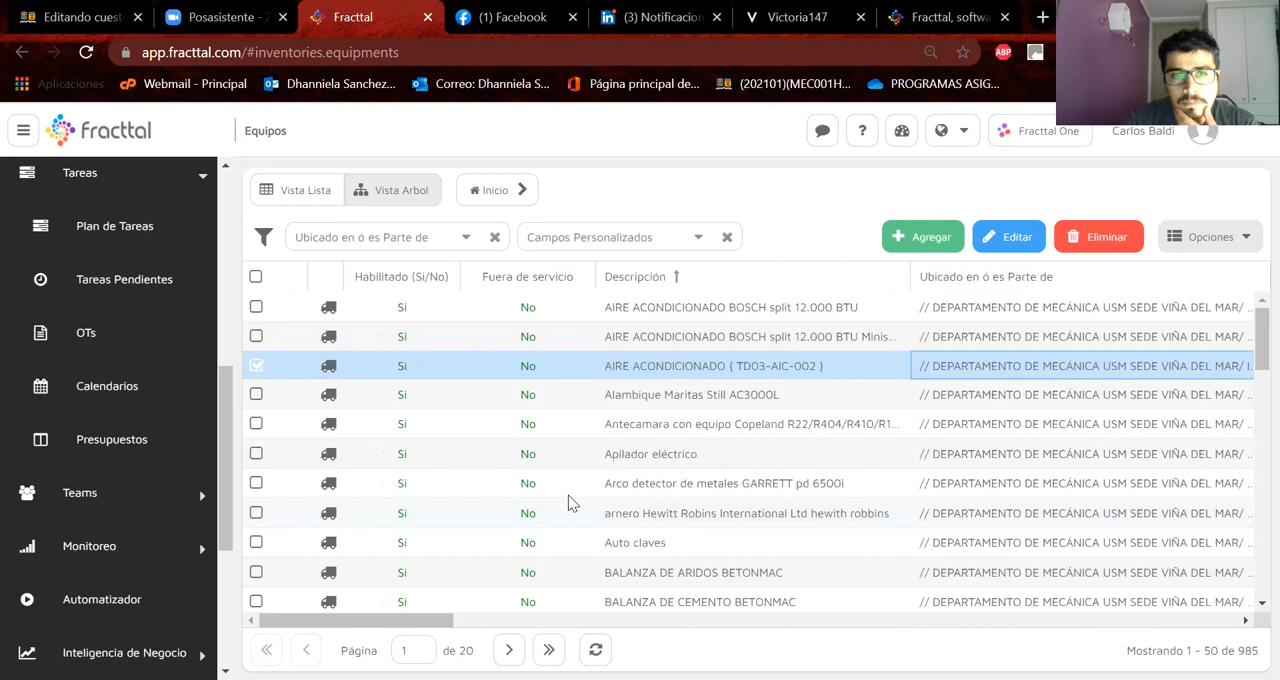 Editando cuest
Posasistente - Z
Fracttal
(1) Facebook
(3) Notificacion
Victoria147
Fracttal, softwa
app.fracttal.com/#inventories.equipments
ABP
Aplicaciones
Webmail - Principal
Dhanniela Sanchez...
Correo: Dhanniela S...
Página principal de...
(202101)(MEC001H...
PROGRAMAS ASIG...
fracttal
Equipos
Fracttal One
Carlos Baldi
Tareas
Plan de Tareas
Tareas Pendientes
OTs
Calendarios
Presupuestos
Teams
Monitoreo
Automatizador
Inteligencia de Negocio
Vista Lista
Vista Arbol
Inicio
Ubicado en ó es Parte de
Campos Personalizados
Agregar
Editar
Eliminar
Opciones
Habilitado (Si/No) Fuera de servicio Descripción Ubicado en ó es Parte de
Si No AIRE ACONDICIONADO BOSCH split 12.000 BTU // DEPARTAMENTO DE MECÁNICA USM SEDE VIÑA DEL MAR/ ...
Si No AIRE ACONDICIONADO BOSCH split 12.000 BTU Minis... // DEPARTAMENTO DE MECÁNICA USM SEDE VIÑA DEL MAR/ ...
Si No AIRE ACONDICIONADO { TD03-AIC-002 } // DEPARTAMENTO DE MECÁNICA USM SEDE VIÑA DEL MAR/ I...
Si No Alambique Maritas Still AC3000L // DEPARTAMENTO DE MECÁNICA USM SEDE VIÑA DEL MAR/ ...
Si No Antecamara con equipo Copeland R22/R404/R410/R1... // DEPARTAMENTO DE MECÁNICA USM SEDE VIÑA DEL MAR/ ...
Si No Apilador eléctrico // DEPARTAMENTO DE MECÁNICA USM SEDE VIÑA DEL MAR/ ...
Si No Arco detector de metales GARRETT pd 6500i // DEPARTAMENTO DE MECÁNICA USM SEDE VIÑA DEL MAR/ ...
Si No arnero Hewitt Robins International Ltd hewith robbins // DEPARTAMENTO DE MECÁNICA USM SEDE VIÑA DEL MAR/ ...
Si No Auto claves // DEPARTAMENTO DE MECÁNICA USM SEDE VIÑA DEL MAR/ ...
Si No BALANZA DE ARIDOS BETONMAC // DEPARTAMENTO DE MECÁNICA USM SEDE VIÑA DEL MAR/ ...
Si No BALANZA DE CEMENTO BETONMAC // DEPARTAMENTO DE MECÁNICA USM SEDE VIÑA DEL MAR/ ...
Página 1 de 20
Mostrando 1 - 50 de 985